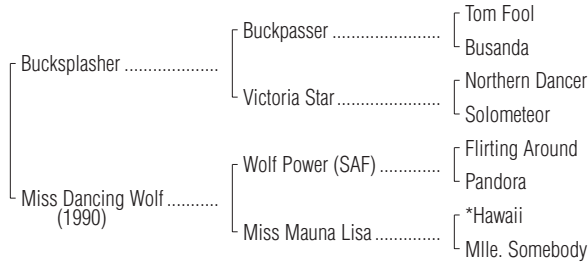 Tom Fool
Buckpasser ......................
Busanda
Bucksplasher ...................
Northern Dancer
Victoria Star .....................
Solometeor
Flirting Around
Wolf Power (SAF) .............
Pandora
Miss Dancing Wolf ...........
(1990)
*Hawaii
Miss Mauna Lisa ..............
Mlle. Somebody